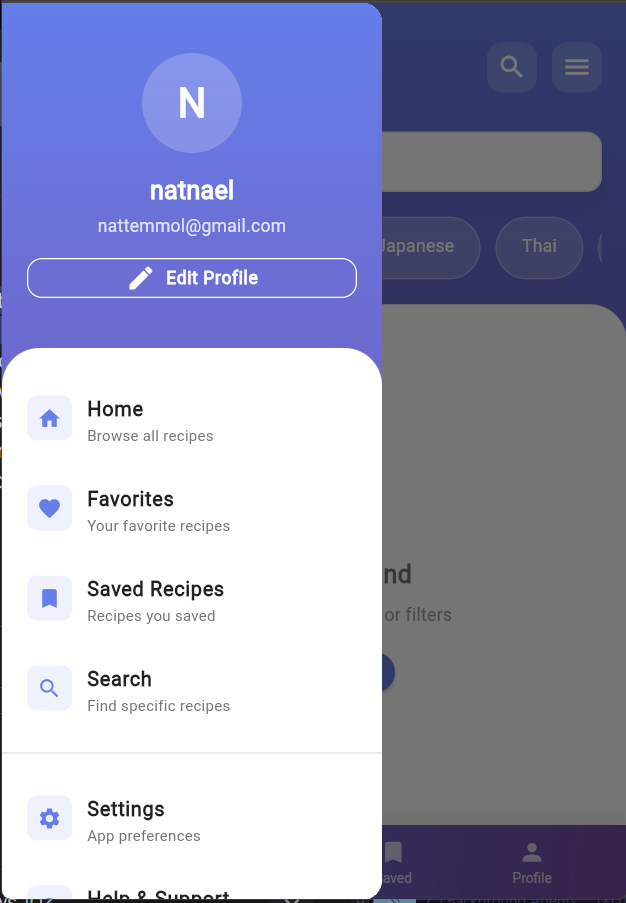 N
natnael
nattemmol@gmail.com
Edit Profile
Home
Browse all recipes
Favorites
Your favorite recipes
Saved Recipes
Recipes you saved
Search
Find specific recipes
Settings
App preferences
Help & Support
Japanese
Thai
nd
or filters
aved
Profile